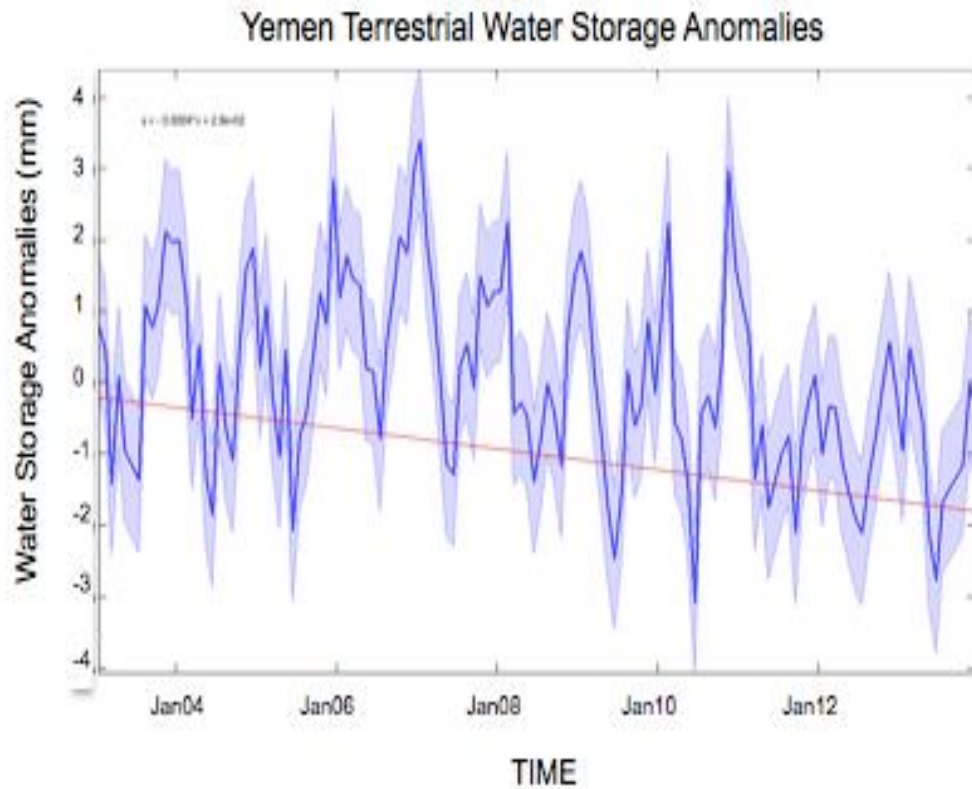 Yemen Terrestrial Water Storage Anomalies
Water Storage Anomalies (mm)
4
3
2
1
0
-1
-2
-3
-4
Jan04 Jan06 Jan08 Jan10 Jan12
TIME